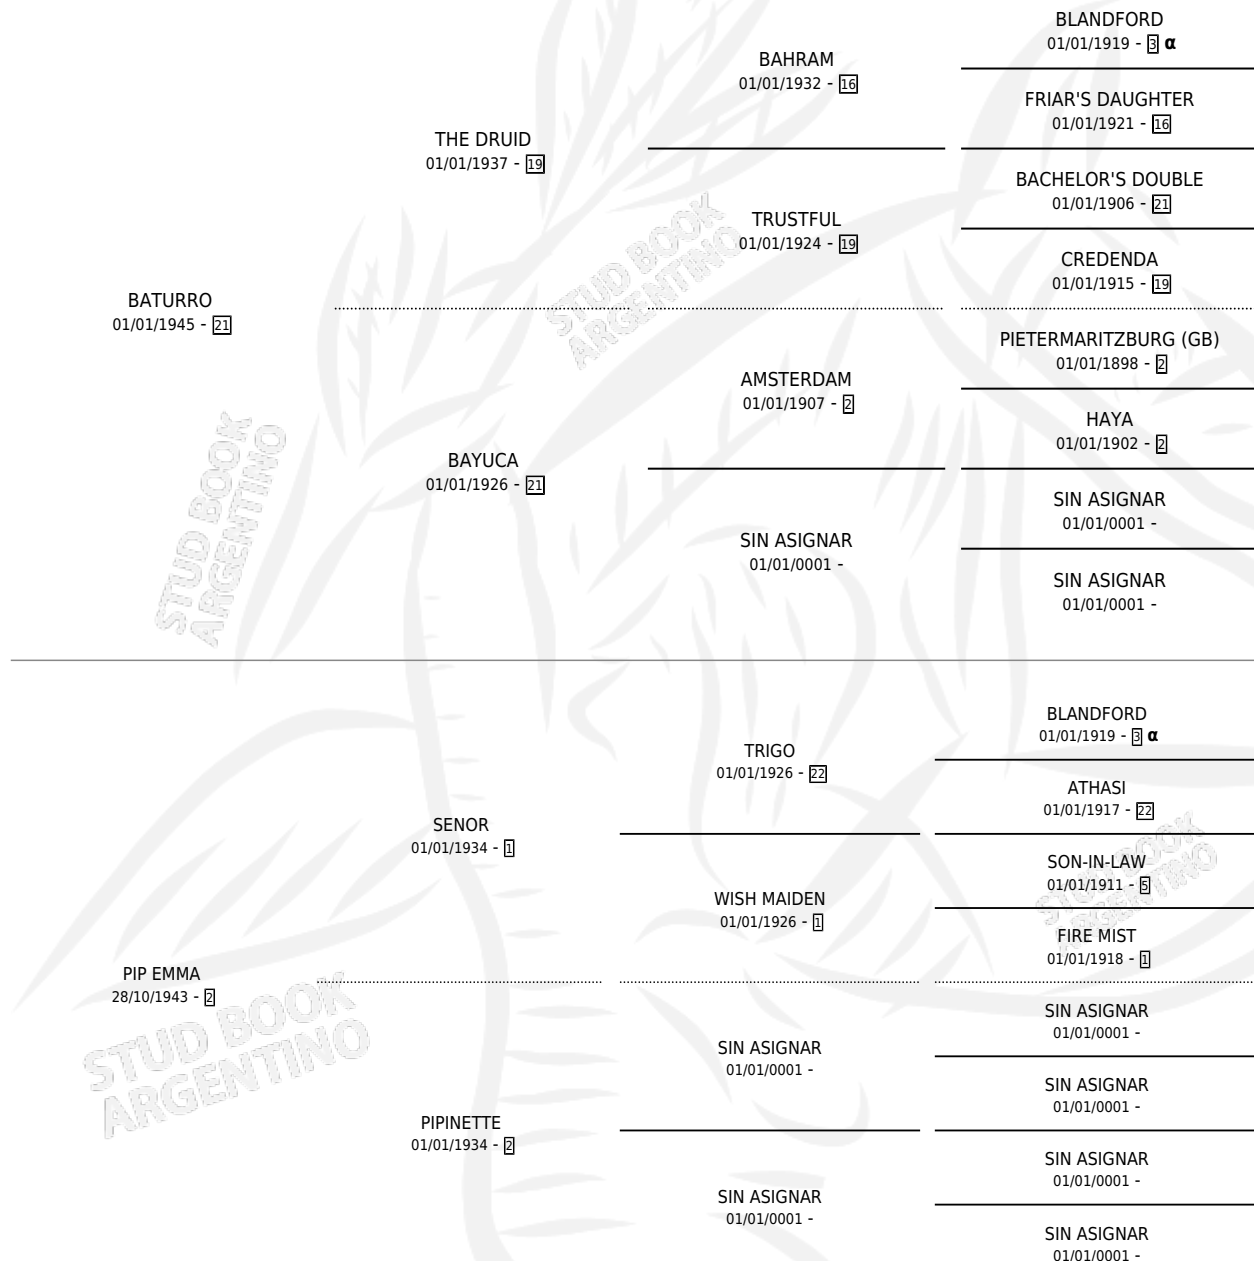 BLANDFORD
01/01/1919 - 3 α
BAHRAM
01/01/1932 - 16
FRIAR'S DAUGHTER
01/01/1921 - 16
THE DRUID
01/01/1937 - 19
BACHELOR'S DOUBLE
01/01/1906 - 21
TRUSTFUL
01/01/1924 - 19
CREDENDA
01/01/1915 - 19
BATURRO
01/01/1945 - 21
PIETERMARITZBURG (GB)
01/01/1898 - 2
AMSTERDAM
01/01/1907 - 2
HAYA
01/01/1902 - 2
BAYUCA
01/01/1926 - 21
SIN ASIGNAR
01/01/0001 -
SIN ASIGNAR
01/01/0001 -
SIN ASIGNAR
01/01/0001 -
BLANDFORD
01/01/1919 - 3 α
TRIGO
01/01/1926 - 22
ATHASI
01/01/1917 - 22
SENOR
01/01/1934 - 1
SON-IN-LAW
01/01/1911 - 5
WISH MAIDEN
01/01/1926 - 1
FIRE MIST
01/01/1918 - 1
PIP EMMA
28/10/1943 - 2
SIN ASIGNAR
01/01/0001 -
SIN ASIGNAR
01/01/0001 -
SIN ASIGNAR
01/01/0001 -
PIPINETTE
01/01/1934 - 2
SIN ASIGNAR
01/01/0001 -
SIN ASIGNAR
01/01/0001 -
SIN ASIGNAR
01/01/0001 -
STUD BOOK
ARGENTINO
STUD BOOK
ARGENTINO
STUD BOOK
ARGENTINO
STUD BOOK
ARGENTINO